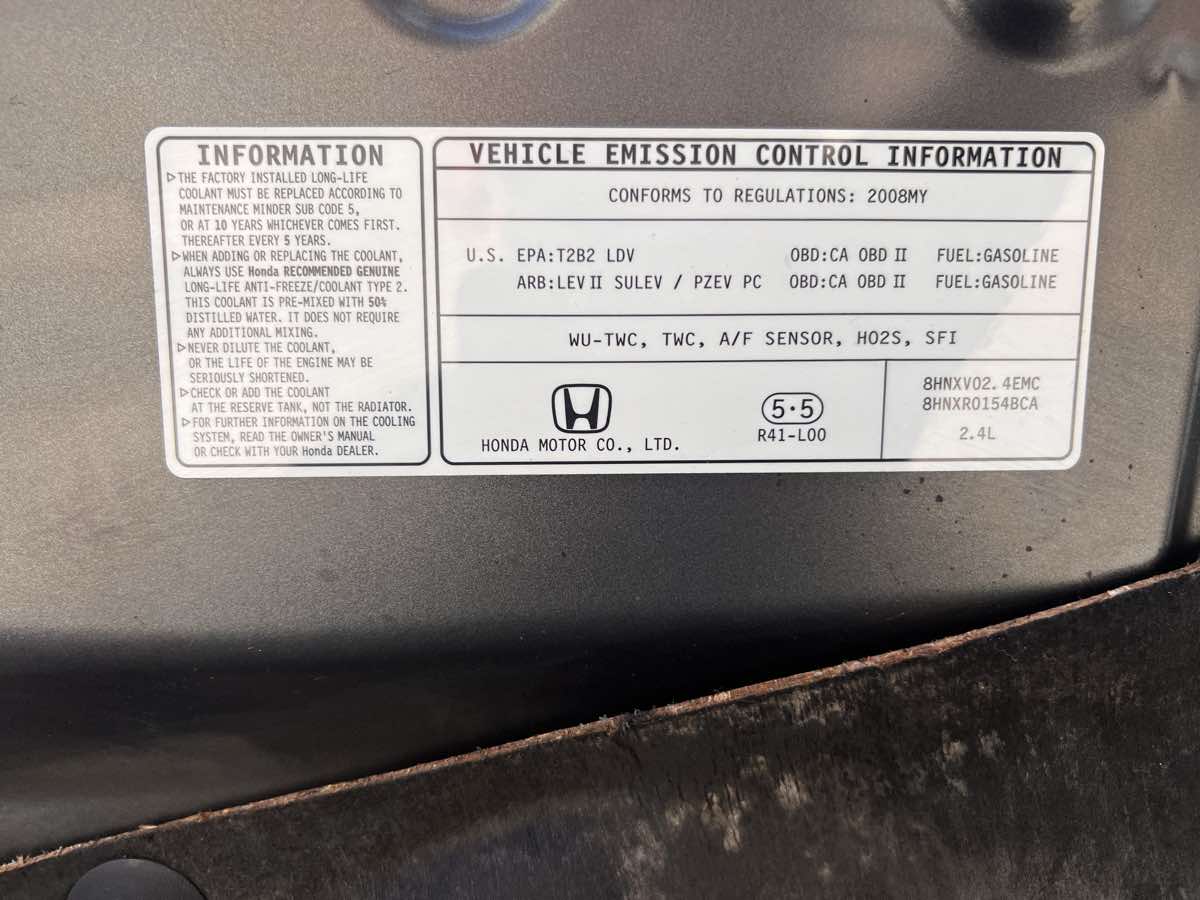 INFORMATION
▷THE FACTORY INSTALLED LONG-LIFE
COOLANT MUST BE REPLACED ACCORDING TO
MAINTENANCE MINDER SUB CODE 5,
OR AT 10 YEARS WHICHEVER COMES FIRST.
THEREAFTER EVERY 5 YEARS.
▷WHEN ADDING OR REPLACING THE COOLANT,
ALWAYS USE Honda RECOMMENDED GENUINE
LONG-LIFE ANTI-FREEZE/COOLANT TYPE 2.
THIS COOLANT IS PRE-MIXED WITH 50%
DISTILLED WATER. IT DOES NOT REQUIRE
ANY ADDITIONAL MIXING.
▷NEVER DILUTE THE COOLANT,
OR THE LIFE OF THE ENGINE MAY BE
SERIOUSLY SHORTENED.
▷CHECK OR ADD THE COOLANT
AT THE RESERVE TANK, NOT THE RADIATOR.
▷FOR FURTHER INFORMATION ON THE COOLING
SYSTEM, READ THE OWNER'S MANUAL
OR CHECK WITH YOUR Honda DEALER.
VEHICLE EMISSION CONTROL INFORMATION
CONFORMS TO REGULATIONS: 2008MY
U.S. EPA:T2B2 LDV OBD:CA OBD II FUEL:GASOLINE
ARB:LEV II SULEV / PZEV PC OBD:CA OBD II FUEL:GASOLINE
WU-TWC, TWC, A/F SENSOR, HO2S, SFI
HONDA MOTOR CO., LTD.
5·5
R41-L00
8HNXV02.4EMC
8HNXR0154BCA
2.4L